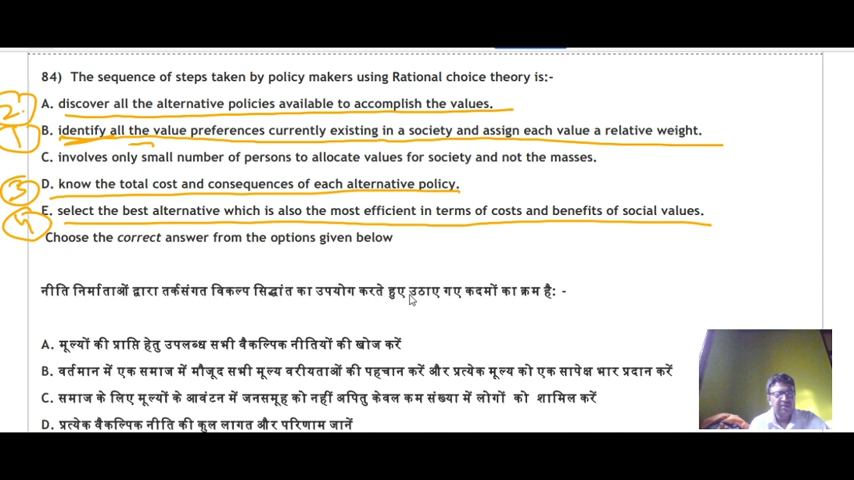 84) The sequence of steps taken by policy makers using Rational choice theory is:-
2. A. discover all the alternative policies available to accomplish the values.
1 B. identify all the value preferences currently existing in a society and assign each value a relative weight.
C. involves only small number of persons to allocate values for society and not the masses.
3 D. know the total cost and consequences of each alternative policy.
4 E. select the best alternative which is also the most efficient in terms of costs and benefits of social values.
Choose the correct answer from the options given below
नीति निर्माताओं द्वारा तर्कसंगत विकल्प सिद्धांत का उपयोग करते हुए उठाए गए कदमों का क्रम है: -
A. मूल्यों की प्राप्ति हेतु उपलब्ध सभी वैकल्पिक नीतियों की खोज करें
B. वर्तमान में एक समाज में मौजूद सभी मूल्य वरीयताओं की पहचान करें और प्रत्येक मूल्य को एक सापेक्ष भार प्रदान करें
C. समाज के लिए मूल्यों के आवंटन में जनसमूह को नहीं अपितु केवल कम संख्या में लोगों को शामिल करें
D. प्रत्येक वैकल्पिक नीति की कुल लागत और परिणाम जानें